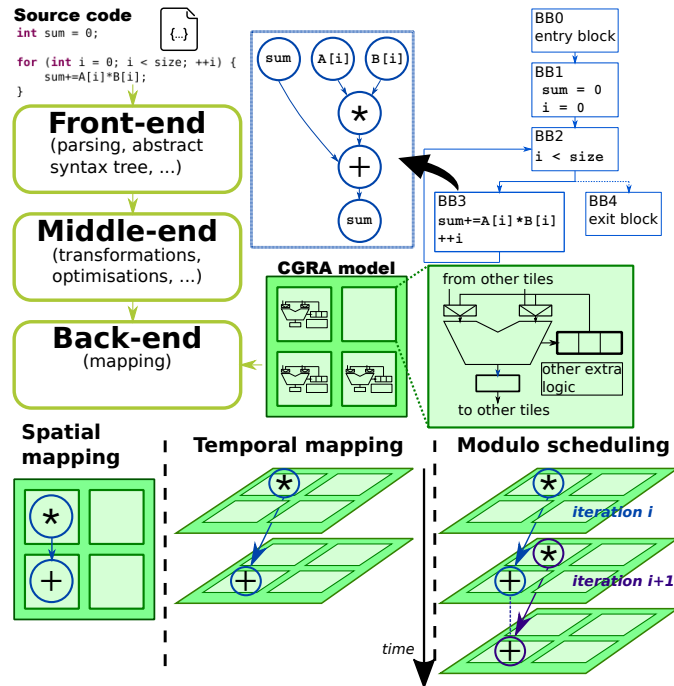 Source code
int sum = 0;
{...}
for (int i = 0; i < size; ++i) {
sum+=A[i]*B[i];
}
Front-end
(parsing, abstract
syntax tree, ...)
Middle-end
(transformations,
optimisations, ...)
Back-end
(mapping)
sum
A[i]
B[i]
*
+
sum
BB0
entry block
BB1
sum = 0
i = 0
BB2
i < size
BB3
sum+=A[i]*B[i]
++i
BB4
exit block
CGRA model
from other tiles
other extra
logic
to other tiles
Spatial
mapping
*
+
Temporal mapping
*
+
time
Modulo scheduling
*
iteration i
*
+
iteration i+1
+